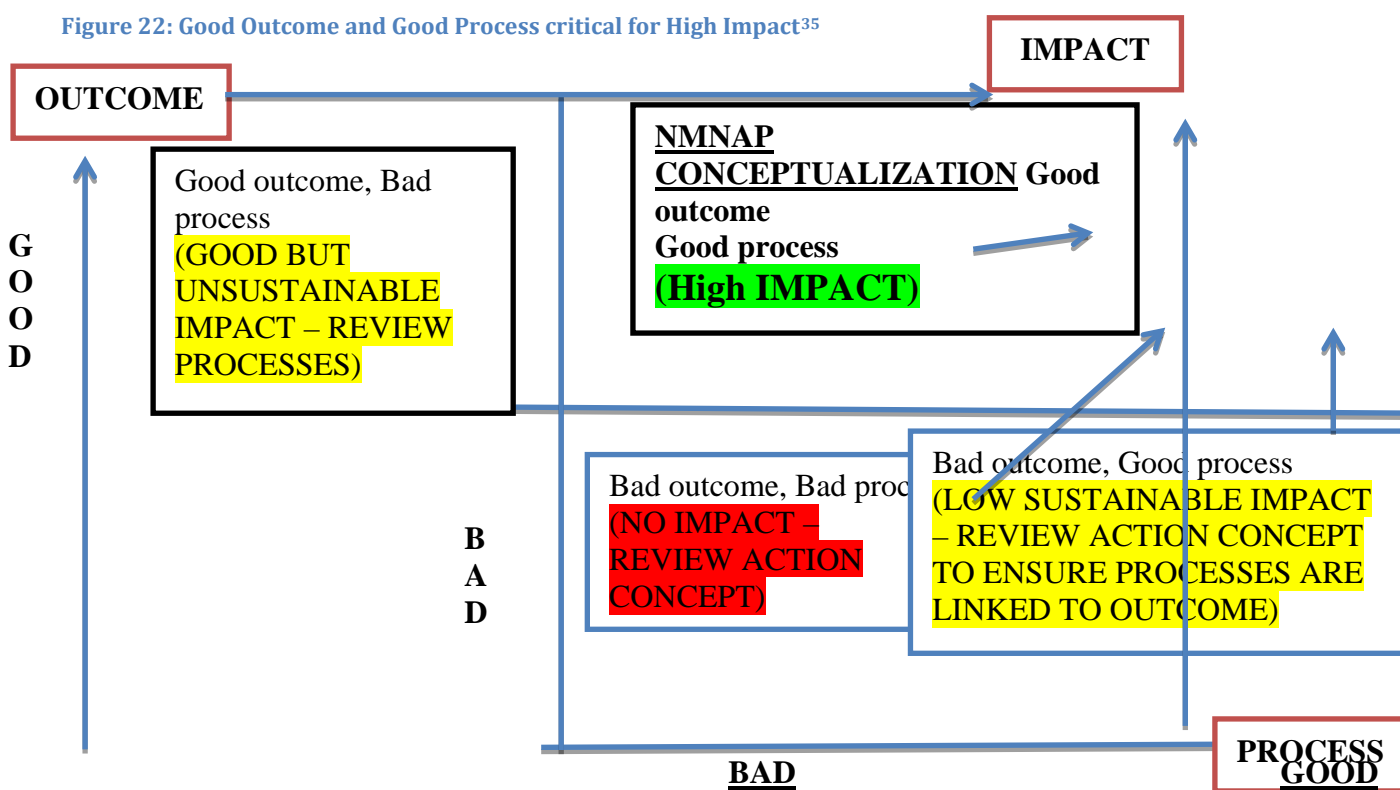 Figure 22: Good Outcome and Good Process critical for High Impact35
IMPACT
OUTCOME
NMNAP
CONCEPTUALIZATION Good
outcome
Good process
(High IMPACT)
Good outcome, Bad
process
(GOOD BUT
UNSUSTAINABLE
IMPACT – REVIEW
PROCESSES)
G
O
O
D
Bad outcome, Bad proc
(NO IMPACT –
REVIEW ACTION
CONCEPT)
Bad outcome, Good process
(LOW SUSTAINABLE IMPACT
– REVIEW ACTION CONCEPT
TO ENSURE PROCESSES ARE
LINKED TO OUTCOME)
B
A
D
PROCESS
BAD
GOOD